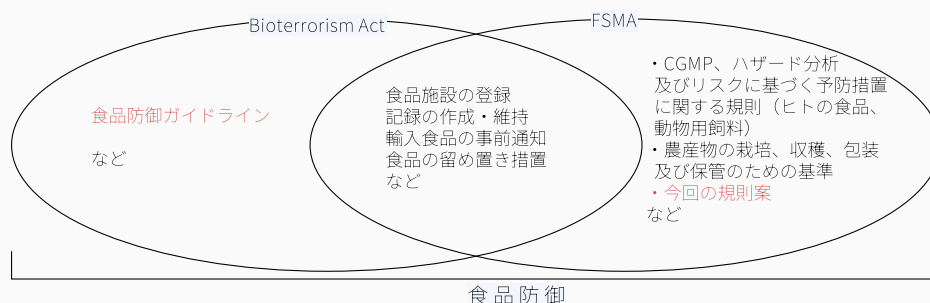 Bioterrorism Act
FSMA
食品防御ガイドライン
など
食品施設の登録
記録の作成・維持
輸入食品の事前通知
食品の留め置き措置
など
・CGMP、ハザード分析
及びリスクに基づく予防措置
に関する規則（ヒトの食品、
動物用飼料）
・農産物の栽培、収穫、包装
及び保管のための基準
・今回の規則案
など
食品防御